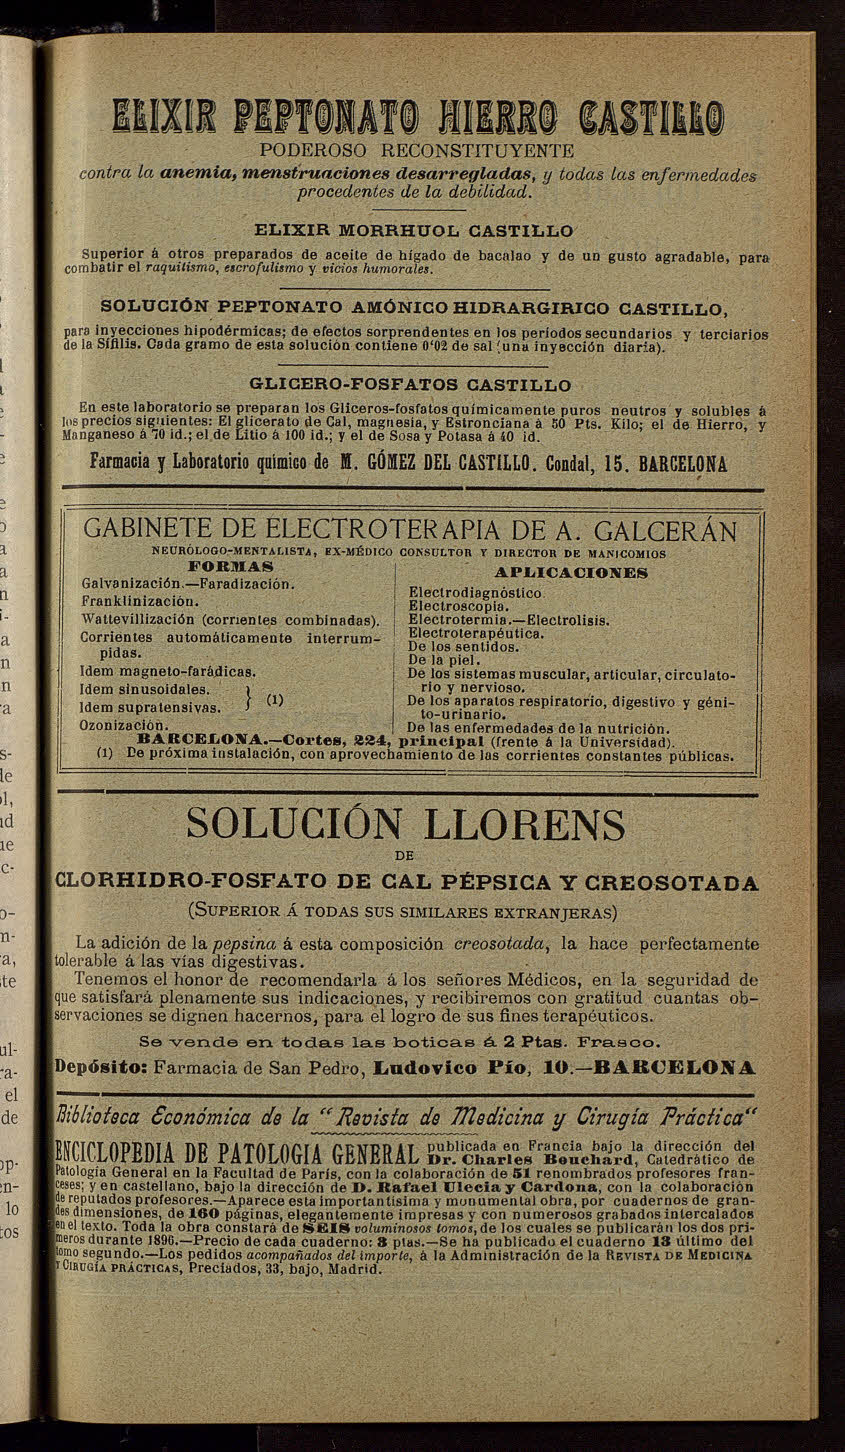 ELIXIR PEPTONATO HIERRO CASTILLO
PODEROSO RECONSTITUYENTE
contra la anemia, menstruaciones desarregladas, y todas las enfermedades
procedentes de la debilidad.
ELIXIR MORRHUOL CASTILLO
Superior á otros preparados de aceite de hígado de bacalao y de un gusto agradable, para
combatir el raquitismo, escrofulismo y vicios humorales.
SOLUCIÓN PEPTONATO AMÓNICO HIDRARGIRICO CASTILLO,
para inyecciones hipodérmicas; de efectos sorprendentes en los períodos secundarios y terciarios
de la Sífilis. Cada gramo de esta solución contiene 0'02 de sal (una inyección diaria).
GLICERO-FOSFATOS CASTILLO
En este laboratorio se preparan los Gliceros-fosfatos químicamente puros neutros y solubles á
los precios siguientes: El glicerato de Cal, magnesia, y Estronciana á 50 Pts. Kilo; el de Hierro, y
Manganeso á 70 id.; el de Litio á 100 id.; y el de Sosa y Potasa á 40 id.
Farmacia y Laboratorio químico de M. GÓMEZ DEL CASTILLO. Condal, 15. BARCELONA
GABINETE DE ELECTROTERAPIA DE A. GALCERÁN
NEURÓLOGO-MENTALISTA, EX-MÉDICO CONSULTOR Y DIRECTOR DE MANICOMIOS
FORMAS
Galvanización.—Faradización.
Franklinización.
Wattevillización (corrientes combinadas).
Corrientes automáticamente interrum-
pidas.
Idem magneto-farádicas.
Idem sinusoidales.
Idem supratensivas. } (1)
Ozonización.
APLICACIONES
Electrodiagnóstico.
Electroscopia.
Electrotermia.—Electrolisis.
Electroterapéutica.
De los sentidos.
De la piel.
De los sistemas muscular, articular, circulato-
rio y nervioso.
De los aparatos respiratorio, digestivo y géni-
to-urinario.
De las enfermedades de la nutrición.
BARCELONA.—Cortes, 224, principal (frente á la Universidad).
(1) De próxima instalación, con aprovechamiento de las corrientes constantes públicas.
SOLUCIÓN LLORENS
DE
CLORHIDRO-FOSFATO DE CAL PÉPSICA Y CREOSOTADA
(SUPERIOR Á TODAS SUS SIMILARES EXTRANJERAS)
La adición de la pepsina á esta composición creosotada, la hace perfectamente
tolerable á las vías digestivas.
Tenemos el honor de recomendarla á los señores Médicos, en la seguridad de
que satisfará plenamente sus indicaciones, y recibiremos con gratitud cuantas ob-
servaciones se dignen hacernos, para el logro de sus fines terapéuticos.
Se vende en todas las boticas á 2 Ptas. Frasco.
Depósito: Farmacia de San Pedro, Ludovico Pío, 10.—BARCELONA
Biblioteca Económica de la “Revista de Medicina y Cirugía Práctica“
ENCICLOPEDIA DE PATOLOGIA GENERAL publicada en Francia bajo la dirección del
Dr. Charles Bouchard, Catedrático de
Patología General en la Facultad de París, con la colaboración de 51 renombrados profesores fran-
ceses; y en castellano, bajo la dirección de D. Rafael Ulecia y Cardona, con la colaboración
de reputados profesores.—Aparece esta importantísima y monumental obra, por cuadernos de gran-
des dimensiones, de 160 páginas, elegantemente impresas y con numerosos grabados intercalados
en el texto. Toda la obra constará de SEIS voluminosos tomos, de los cuales se publicarán los dos pri-
meros durante 1896.—Precio de cada cuaderno: 3 ptas.—Se ha publicado el cuaderno 13 último del
tomo segundo.—Los pedidos acompañados del importe, á la Administración de la REVISTA DE MEDICINA
Y CIRUGÍA PRÁCTICAS, Preciados, 33, bajo, Madrid.